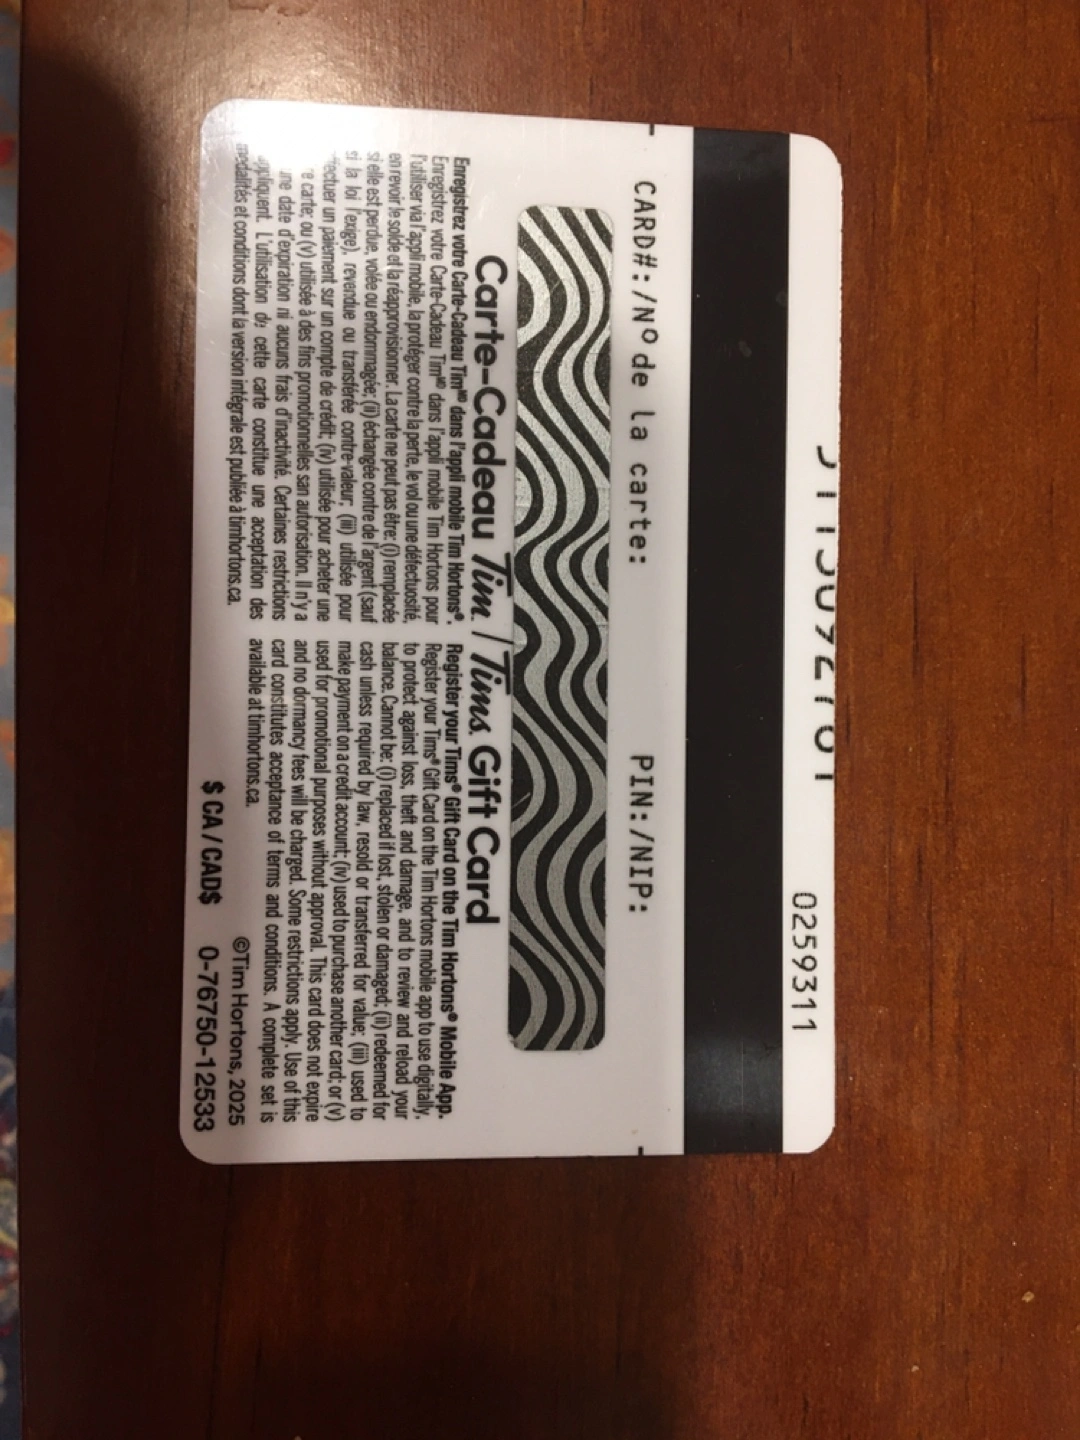 0259311
CARD#:/Nº de la carte: PIN:/NIP:
Carte-Cadeau Tim / Tims Gift Card
Enregistrez votre Carte-Cadeau Tim® dans l'appli mobile Tim Hortons®.
Enregistrez votre Carte-Cadeau Tim® dans l'appli mobile Tim Hortons pour
l'utiliser via l'appli mobile, la protéger contre la perte, le vol ou une défectuosité,
en revoir le solde et la réapprovisionner. La carte ne peut pas être: (i) remplacée
si elle est perdue, volée ou endommagée; (ii) échangée contre de l'argent (sauf
si la loi l'exige), revendue ou transférée contre-valeur; (iii) utilisée pour
effectuer un paiement sur un compte de crédit; (iv) utilisée pour acheter une
carte; ou (v) utilisée à des fins promotionnelles san autorisation. Il n'y a
une date d'expiration ni aucuns frais d'inactivité. Certaines restrictions
appliquent. L'utilisation de cette carte constitue une acceptation des
modalités et conditions dont la version intégrale est publiée à timhortons.ca.
Register your Tims® Gift Card on the Tim Hortons® Mobile App.
Register your Tims® Gift Card on the Tim Hortons mobile app to use digitally,
to protect against loss, theft and damage, and to review and reload your
balance. Cannot be: (i) replaced if lost, stolen or damaged; (ii) redeemed for
cash unless required by law, resold or transferred for value; (iii) used to
make payment on a credit account; (iv) used to purchase another card; or (v)
used for promotional purposes without approval. This card does not expire
and no dormancy fees will be charged. Some restrictions apply. Use of this
card constitutes acceptance of terms and conditions. A complete set is
available at timhortons.ca.
©Tim Hortons, 2025
$ CA / CAD$ 0-76750-12533